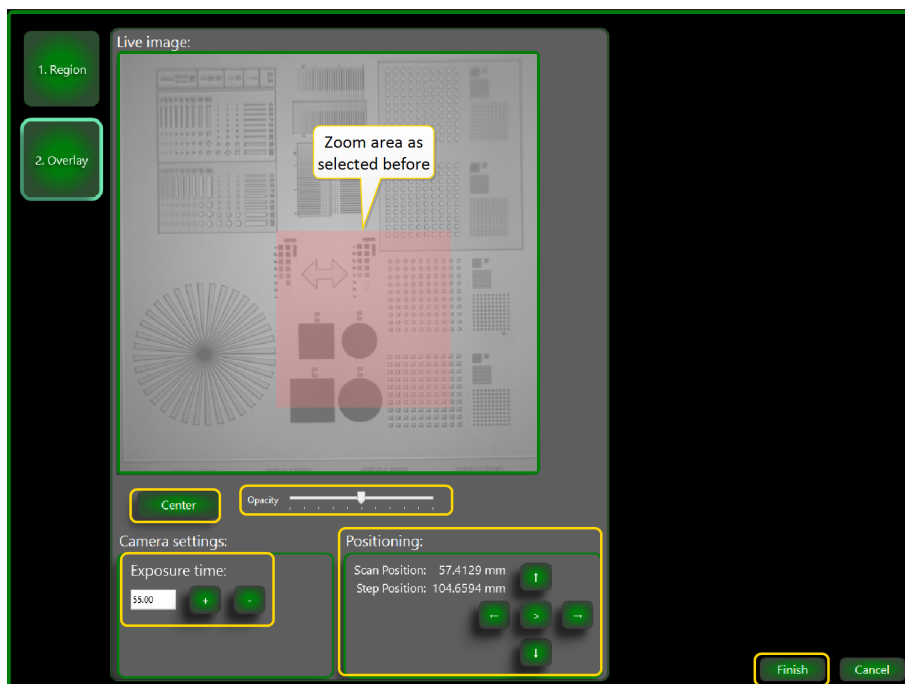 Live image:
1. Region
2. Overlay
Zoom area as
selected before
Center
Opacity
Camera settings:
Exposure time:
55.00
+
-
Positioning:
Scan Position: 57.4129 mm
Step Position: 104.6594 mm
↑
← > →
↓
Finish
Cancel